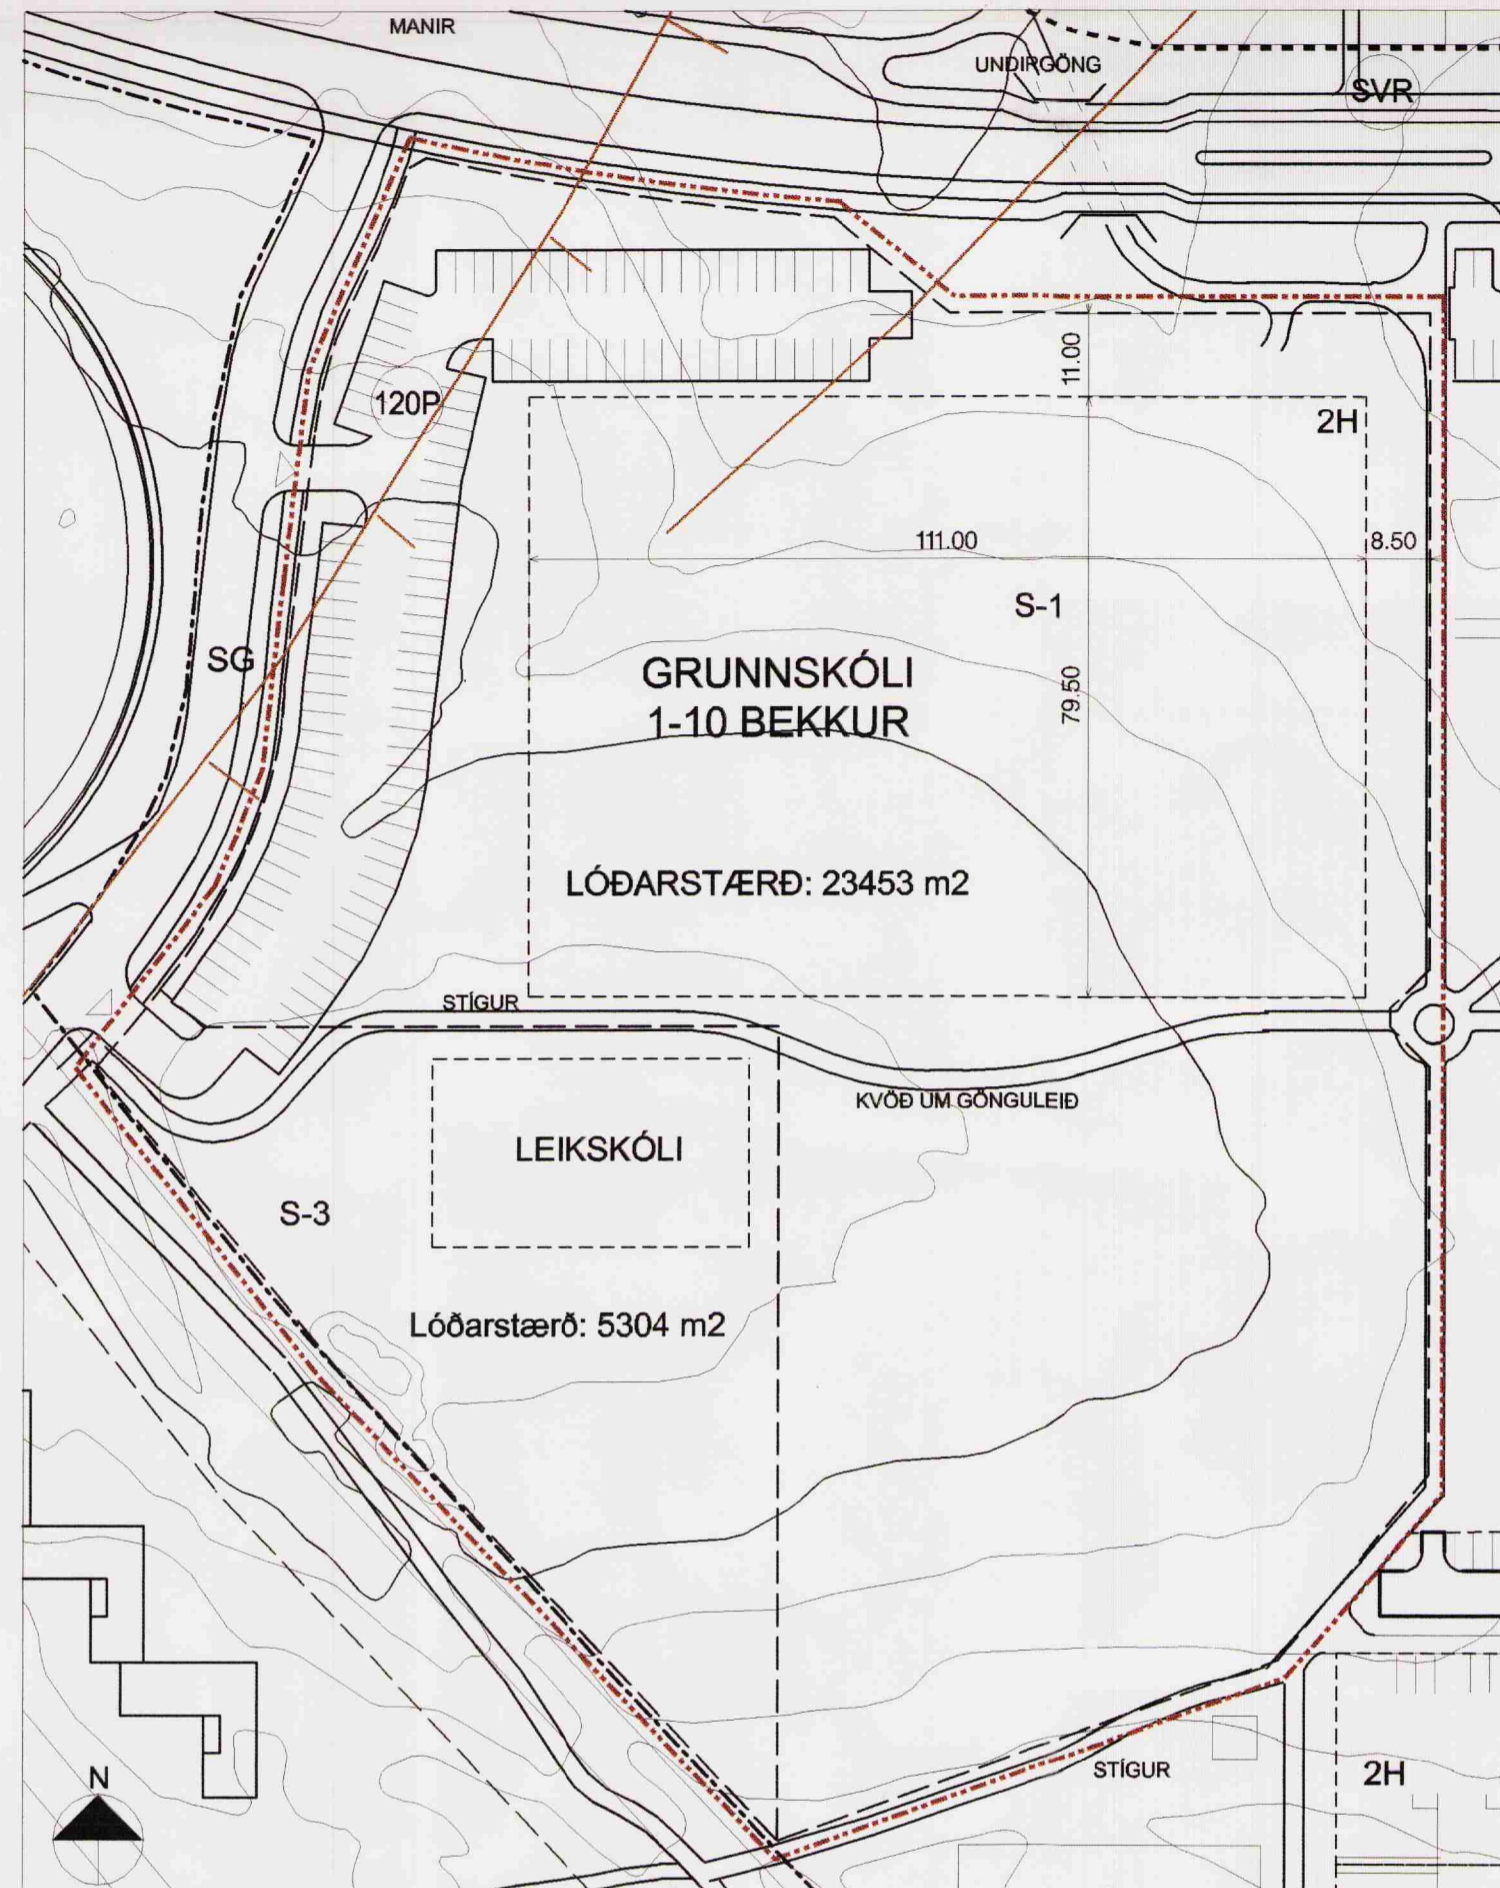 MANIR
UNDIRGÖNG
SVR
11.00
120P
2H
111.00
8.50
S-1
SG
GRUNNSKÓLI
1-10 BEKKUR
79.50
LÓÐARSTÆRÐ: 23453 m2
STÍGUR
KVÖÐ UM GÖNGULEIÐ
LEIKSKÓLI
S-3
Lóðarstærð: 5304 m2
STÍGUR
2H
N